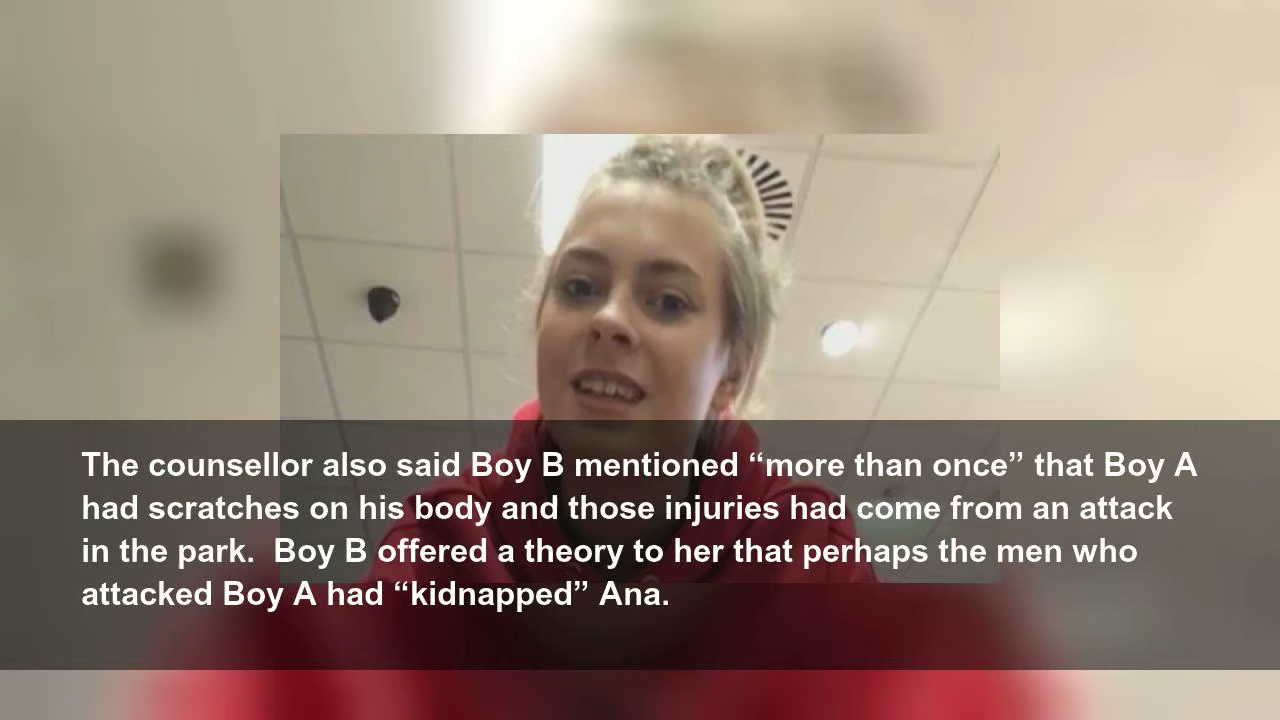 The counsellor also said Boy B mentioned “more than once” that Boy A
had scratches on his body and those injuries had come from an attack
in the park.  Boy B offered a theory to her that perhaps the men who
attacked Boy A had “kidnapped” Ana.